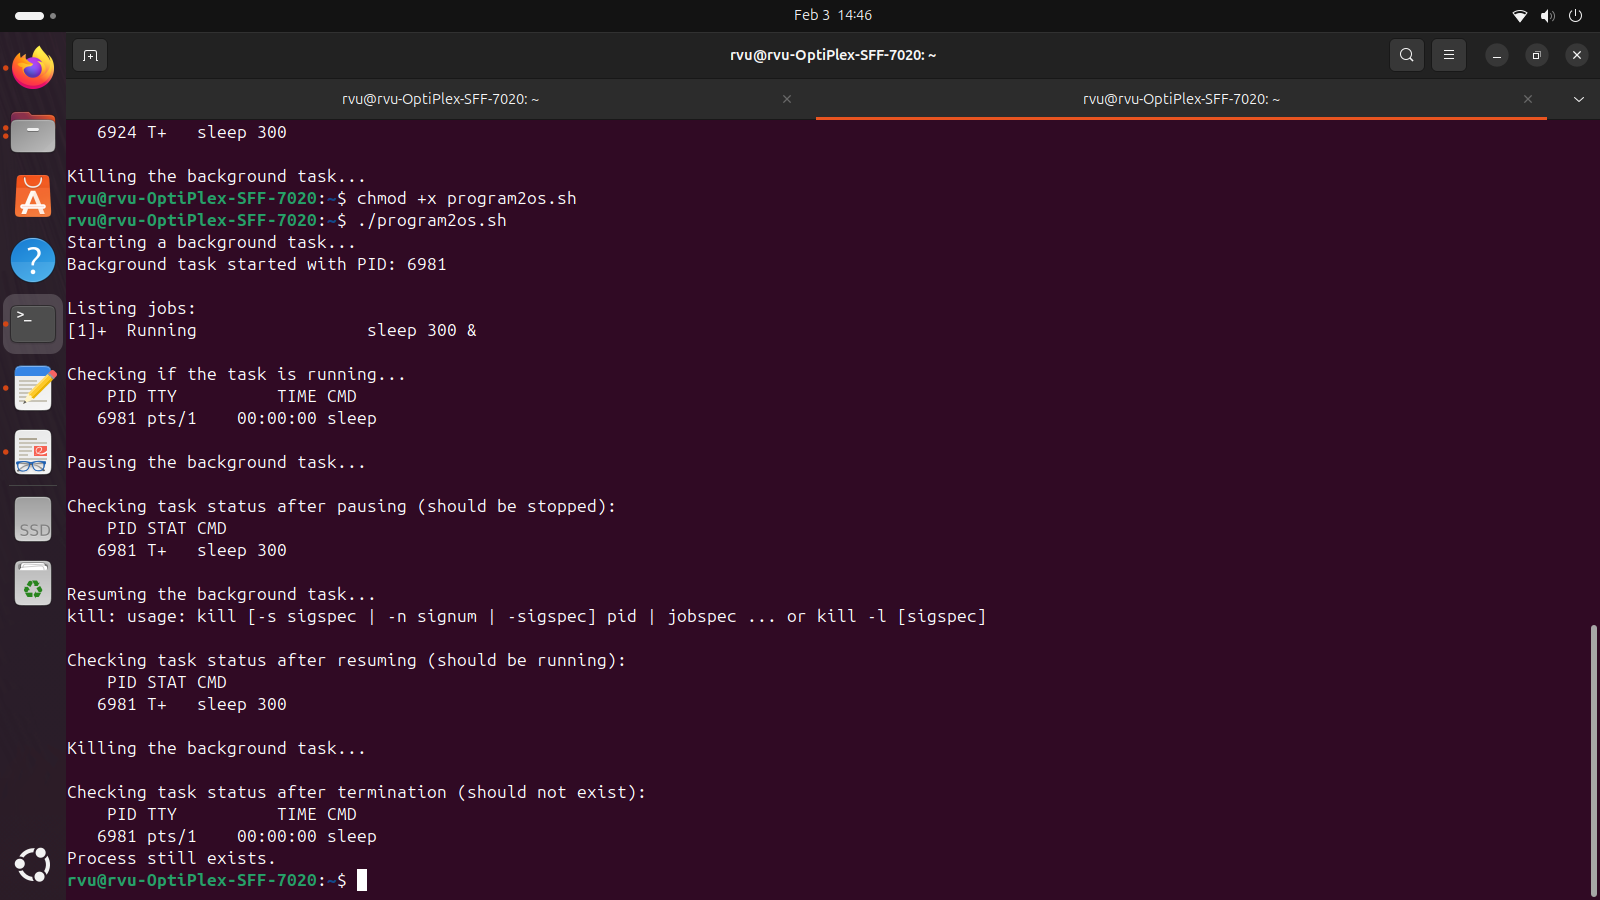 Feb 3 14:46
rvu@rvu-OptiPlex-SFF-7020: ~
rvu@rvu-OptiPlex-SFF-7020: ~
rvu@rvu-OptiPlex-SFF-7020: ~
6924 T+   sleep 300
Killing the background task...
rvu@rvu-OptiPlex-SFF-7020:~$ chmod +x program2os.sh
rvu@rvu-OptiPlex-SFF-7020:~$ ./program2os.sh
Starting a background task...
Background task started with PID: 6981
Listing jobs:
[1]+  Running                 sleep 300 &
Checking if the task is running...
    PID TTY          TIME CMD
   6981 pts/1    00:00:00 sleep
Pausing the background task...
Checking task status after pausing (should be stopped):
    PID STAT CMD
   6981 T+   sleep 300
Resuming the background task...
kill: usage: kill [-s sigspec | -n signum | -sigspec] pid | jobspec ... or kill -l [sigspec]
Checking task status after resuming (should be running):
    PID STAT CMD
   6981 T+   sleep 300
Killing the background task...
Checking task status after termination (should not exist):
    PID TTY          TIME CMD
   6981 pts/1    00:00:00 sleep
Process still exists.
rvu@rvu-OptiPlex-SFF-7020:~$
SSD